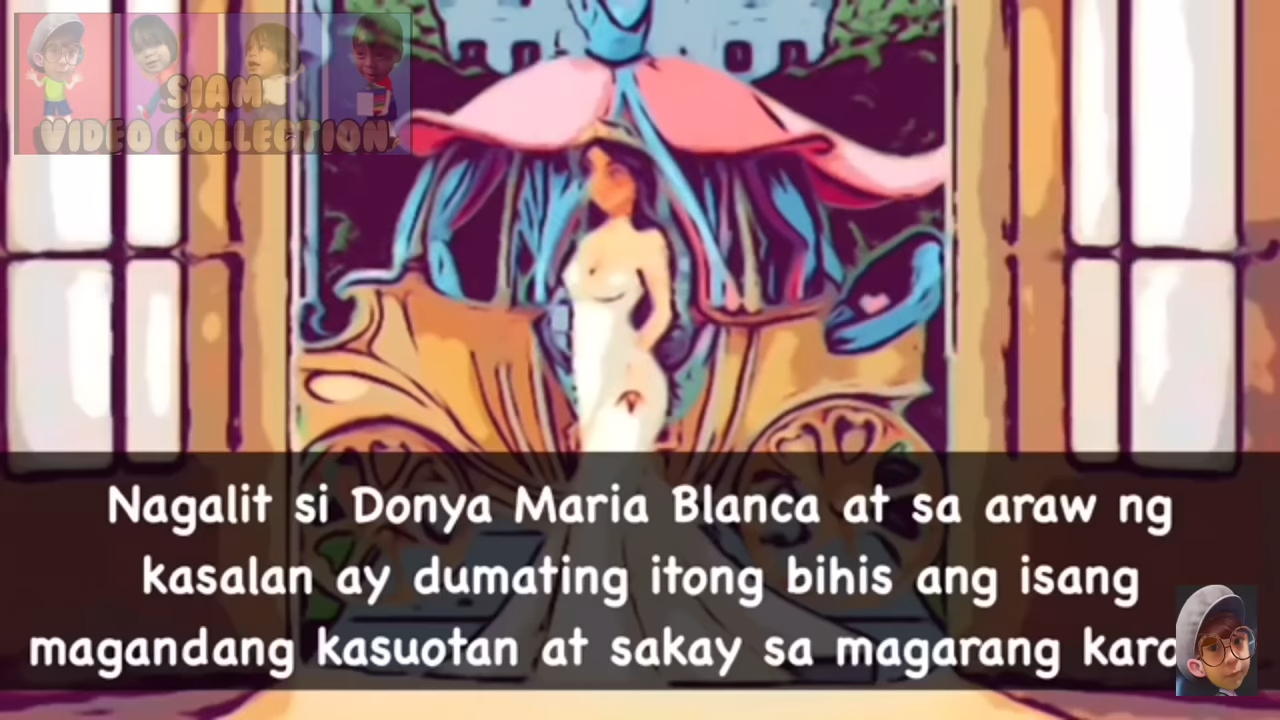 SIAM
VIDEO COLLECTION
Nagalit si Donya Maria Blanca at sa araw ng
kasalan ay dumating itong bihis ang isang
magandang kasuotan at sakay sa magarang